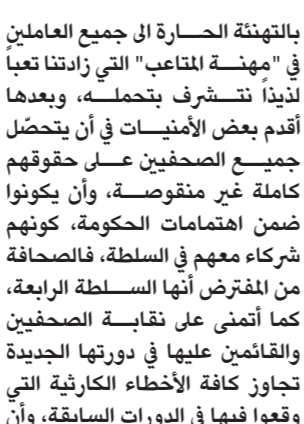 بالتهنئة الحارة الى جميع العاملين
في "مهنة المتاعب" التي زادتنا تعباً
لذيذاً نتشرف بتحمله، وبعدها
أقدم بعض الأمنيات في أن يتحصّل
جميع الصحفيين على حقوقهم
كاملة غير منقوصة، وأن يكونوا
ضمن اهتمامات الحكومة، كونهم
شركاء معهم في السلطة، فالصحافة
من المفترض أنها السلطة الرابعة،
كما أتمنى على نقابة الصحفيين
والقائمين عليها في دورتها الجديدة
تجاوز كافة الأخطاء الكارثية التي
وقعوا فيها في الدورات السابقة، وأن